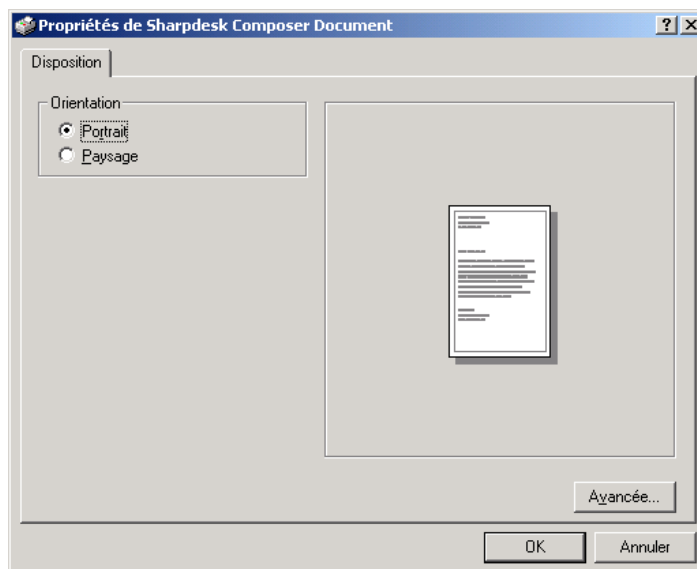 Propriétés de Sharpdesk Composer Document
Disposition
Orientation
Portrait
Paysage
Avancée...
OK
Annuler